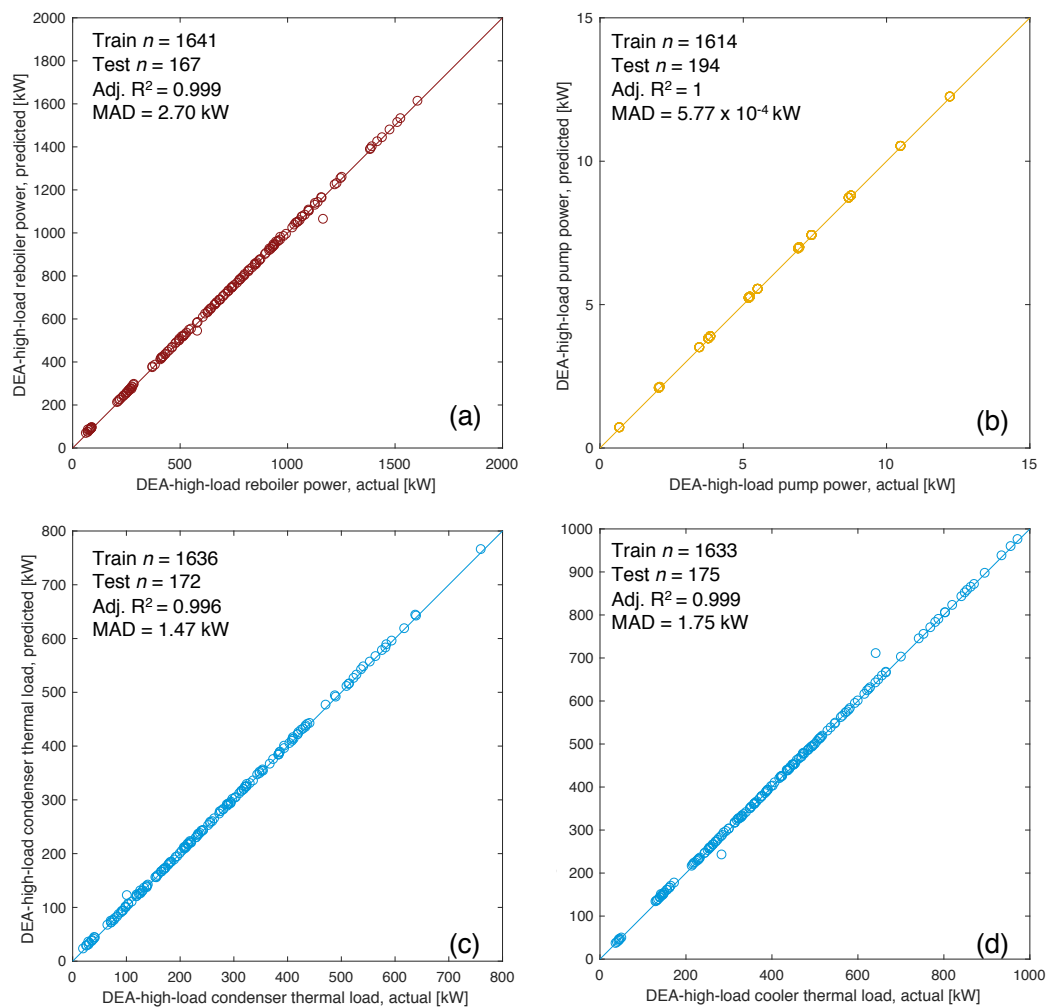 Train n = 1641
Test n = 167
Adj. R² = 0.999
MAD = 2.70 kW
(a)
2000
1800
1600
1400
1200
1000
800
600
400
200
0
0 500 1000 1500 2000
DEA-high-load reboiler power, predicted [kW]
DEA-high-load reboiler power, actual [kW]
Train n = 1614
Test n = 194
Adj. R² = 1
MAD = 5.77 x 10⁻⁴ kW
(b)
15
10
5
0
0 5 10 15
DEA-high-load pump power, predicted [kW]
DEA-high-load pump power, actual [kW]
Train n = 1636
Test n = 172
Adj. R² = 0.996
MAD = 1.47 kW
(c)
800
700
600
500
400
300
200
100
0
0 100 200 300 400 500 600 700 800
DEA-high-load condenser thermal load, predicted [kW]
DEA-high-load condenser thermal load, actual [kW]
Train n = 1633
Test n = 175
Adj. R² = 0.999
MAD = 1.75 kW
(d)
1000
900
800
700
600
500
400
300
200
100
0
0 200 400 600 800 1000
DEA-high-load cooler thermal load, predicted [kW]
DEA-high-load cooler thermal load, actual [kW]